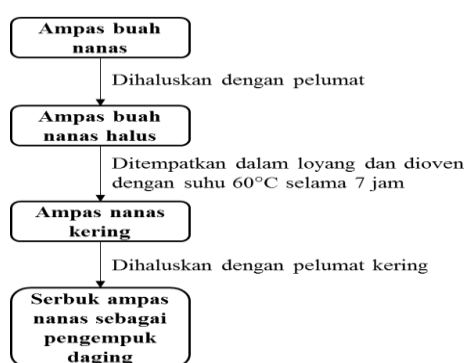 Ampas buah
nanas
Dihaluskan dengan pelumat
Ampas buah
nanas halus
Ditempatkan dalam loyang dan dioven
dengan suhu 60°C selama 7 jam
Ampas nanas
kering
Dihaluskan dengan pelumat kering
Serbuk ampas
nanas sebagai
pengempuk
daging